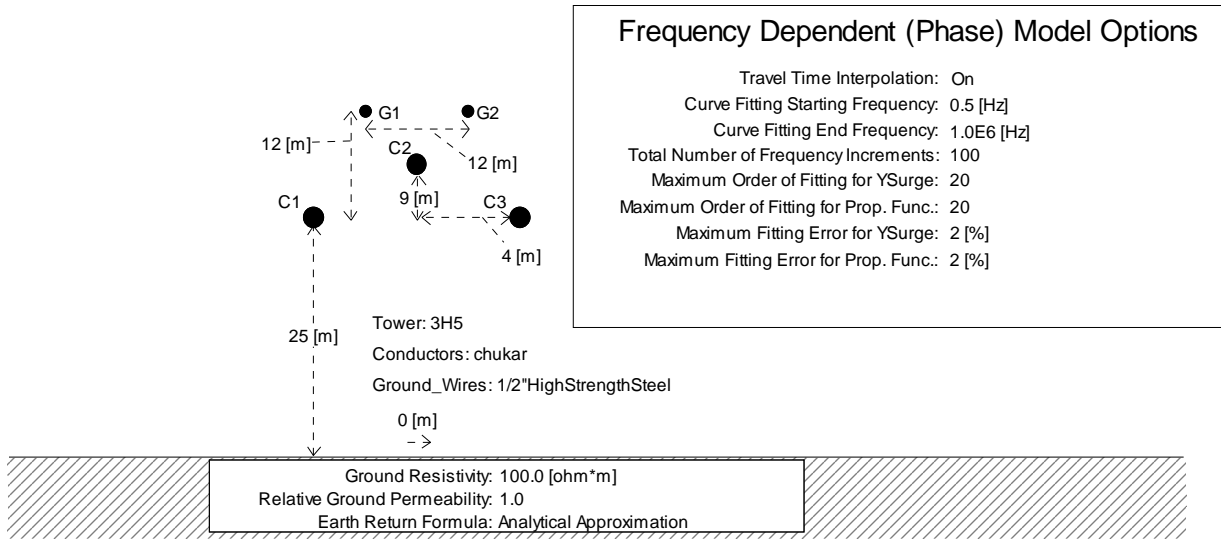 Frequency Dependent (Phase) Model Options
Travel Time Interpolation: On
Curve Fitting Starting Frequency: 0.5 [Hz]
Curve Fitting End Frequency: 1.0E6 [Hz]
Total Number of Frequency Increments: 100
Maximum Order of Fitting for YSurge: 20
Maximum Order of Fitting for Prop. Func.: 20
Maximum Fitting Error for YSurge: 2 [%]
Maximum Fitting Error for Prop. Func.: 2 [%]
G1
G2
12 [m]
C2
12 [m]
C1
9 [m]
C3
4 [m]
25 [m]
Tower: 3H5
Conductors: chukar
Ground_Wires: 1/2"HighStrengthSteel
0 [m]
Ground Resistivity: 100.0 [ohm*m]
Relative Ground Permeability: 1.0
Earth Return Formula: Analytical Approximation